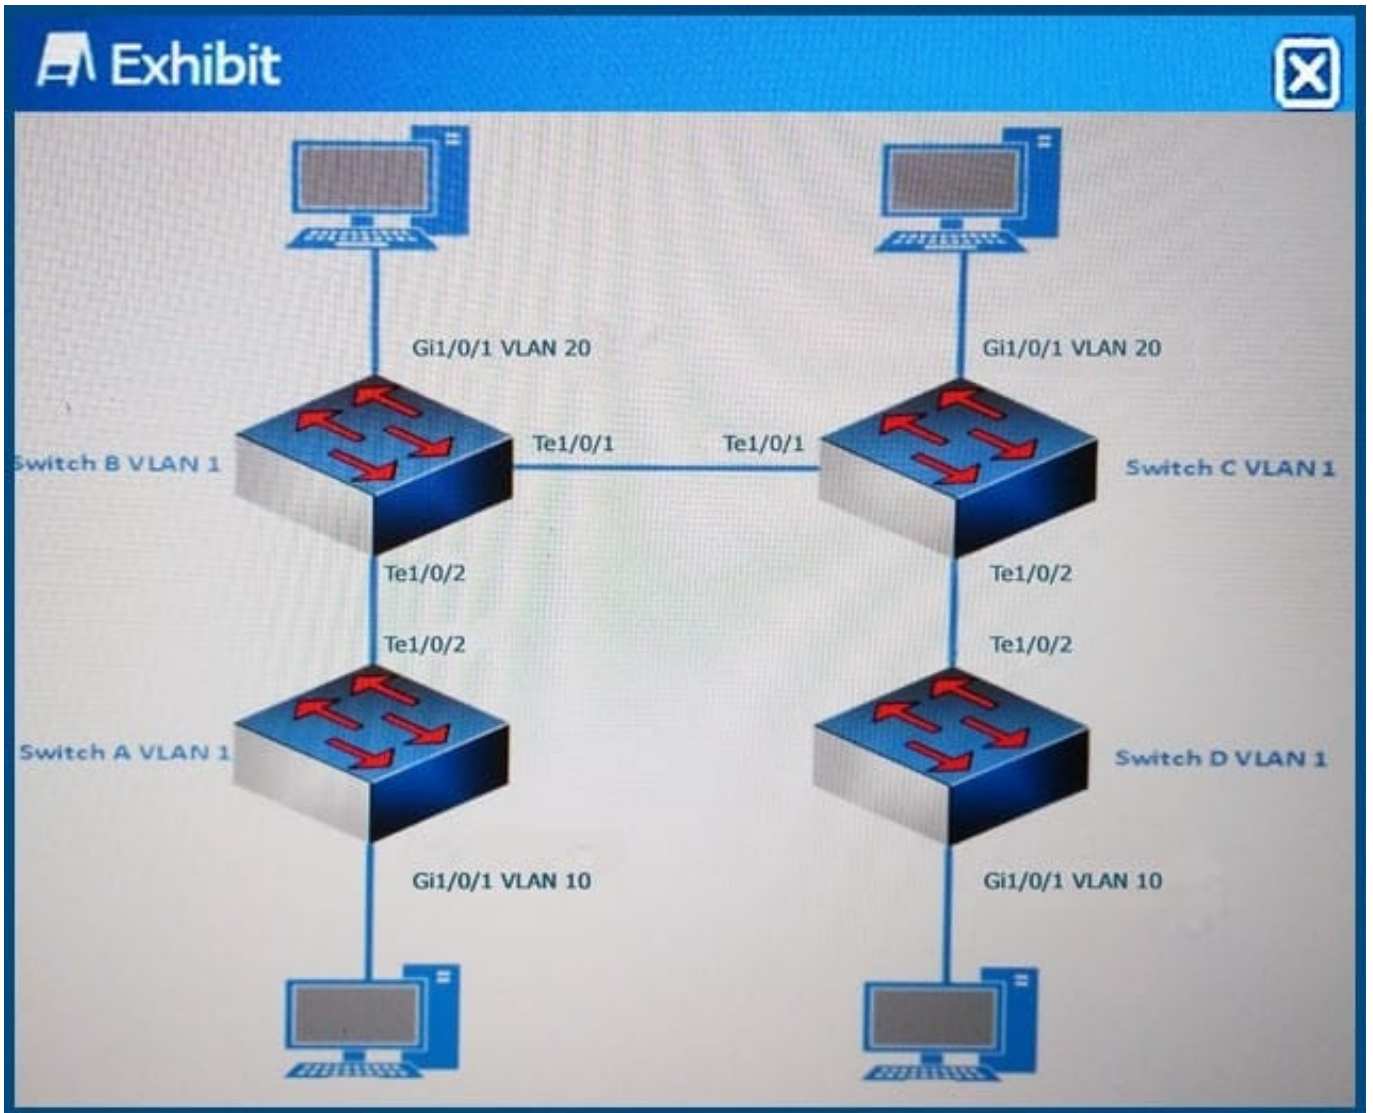 Exhibit
Gi1/0/1 VLAN 20
Gi1/0/1 VLAN 20
Te1/0/1
Te1/0/1
Switch B VLAN 1
Switch C VLAN 1
Te1/0/2
Te1/0/2
Te1/0/2
Te1/0/2
Switch A VLAN 1
Switch D VLAN 1
Gi1/0/1 VLAN 10
Gi1/0/1 VLAN 10